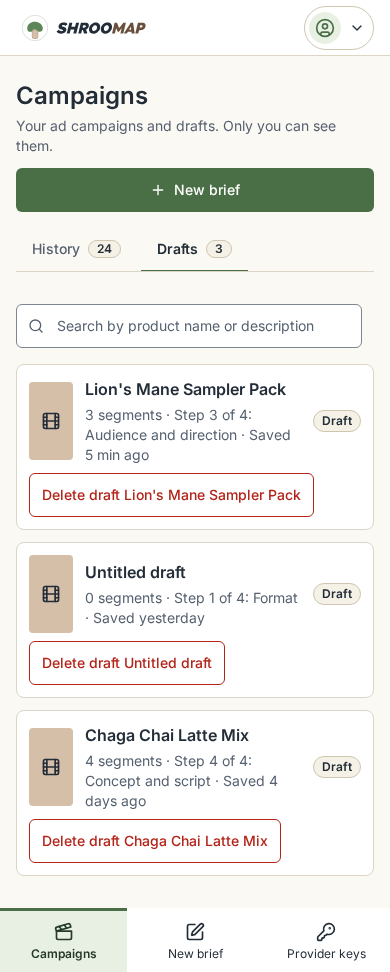 SHROOMAP
Campaigns
Your ad campaigns and drafts. Only you can see
them.
New brief
History 24 Drafts 3
Search by product name or description
Lion's Mane Sampler Pack
3 segments · Step 3 of 4:
Audience and direction · Saved
5 min ago
Draft
Delete draft Lion's Mane Sampler Pack
Untitled draft
0 segments · Step 1 of 4: Format
· Saved yesterday
Draft
Delete draft Untitled draft
Chaga Chai Latte Mix
4 segments · Step 4 of 4:
Concept and script · Saved 4
days ago
Draft
Delete draft Chaga Chai Latte Mix
Campaigns New brief Provider keys